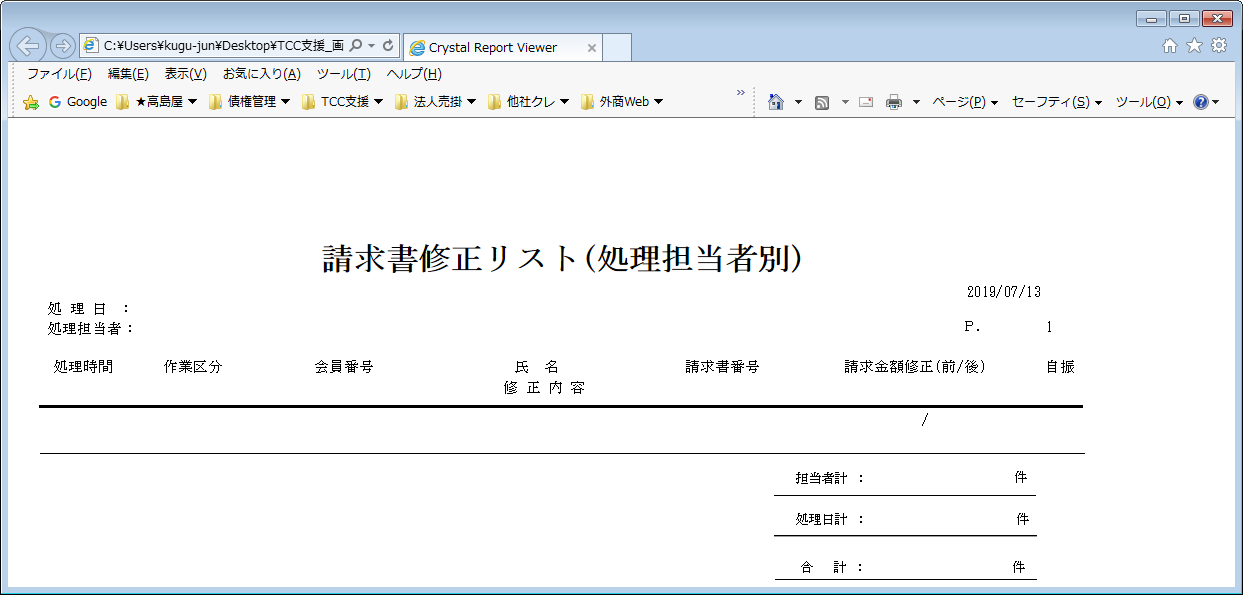 C:¥Users¥kugu-jun¥Desktop¥TCC支援_画
Crystal Report Viewer
ファイル(F) 編集(E) 表示(V) お気に入り(A) ツール(T) ヘルプ(H)
Google ★高島屋 債権管理 TCC支援 法人売掛 他社クレ 外商Web » ページ(P) セーフティ(S) ツール(O)
請求書修正リスト(処理担当者別)
2019/07/13
処 理 日 :
処理担当者:
P. 1
処理時間 作業区分 会員番号 氏 名 請求書番号 請求金額修正(前/後) 自振
修 正 内 容
/
担当者計 : 件
処理日計 : 件
合 計 : 件